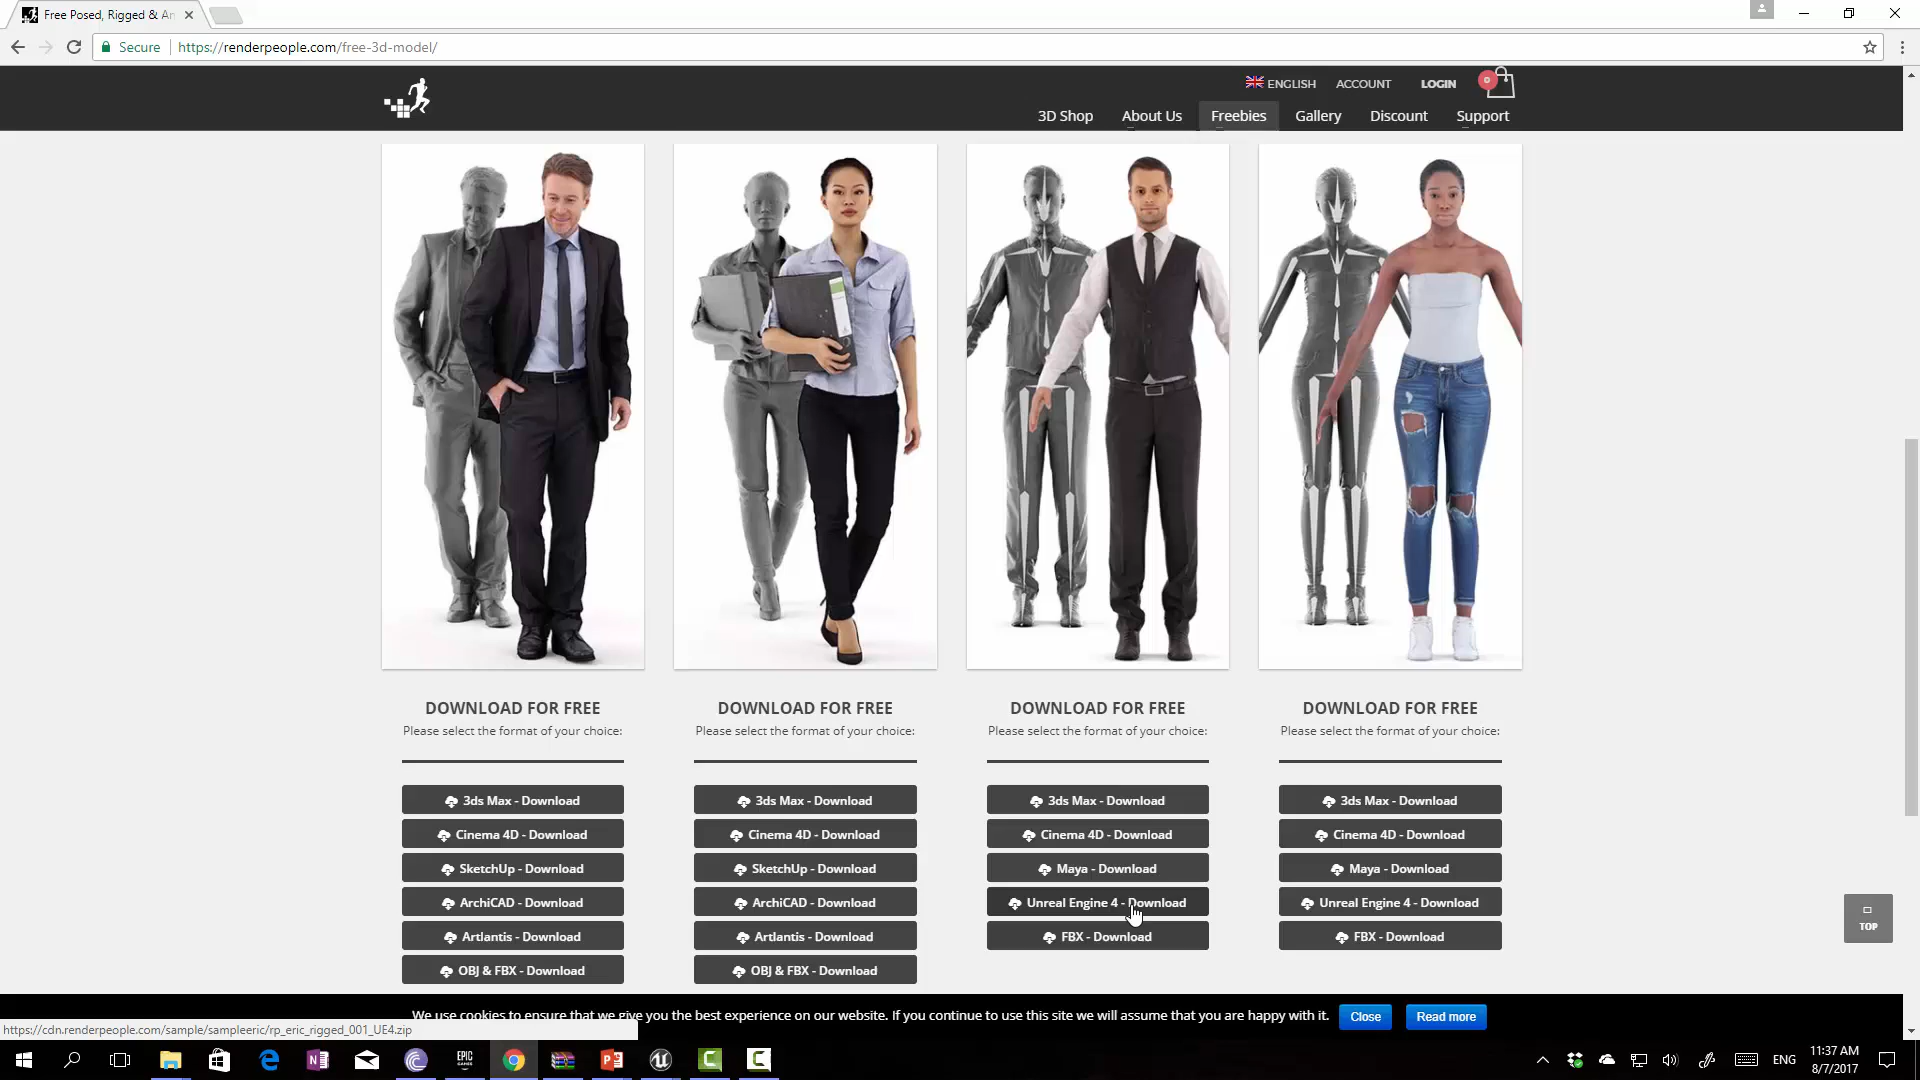 Free Posed, Rigged & An
Secure
https://renderpeople.com/free-3d-model/
ENGLISH
ACCOUNT
LOGIN
0
3D Shop
About Us
Freebies
Gallery
Discount
Support
DOWNLOAD FOR FREE
Please select the format of your choice:
3ds Max - Download
Cinema 4D - Download
SketchUp - Download
ArchiCAD - Download
Artlantis - Download
OBJ & FBX - Download
DOWNLOAD FOR FREE
Please select the format of your choice:
3ds Max - Download
Cinema 4D - Download
SketchUp - Download
ArchiCAD - Download
Artlantis - Download
OBJ & FBX - Download
DOWNLOAD FOR FREE
Please select the format of your choice:
3ds Max - Download
Cinema 4D - Download
Maya - Download
Unreal Engine 4 - Download
FBX - Download
DOWNLOAD FOR FREE
Please select the format of your choice:
3ds Max - Download
Cinema 4D - Download
Maya - Download
Unreal Engine 4 - Download
FBX - Download
TOP
We use cookies to ensure that we give you the best experience on our website. If you continue to use this site we will assume that you are happy with it.
Close
Read more
https://cdn.renderpeople.com/sample/sampleeric/rp_eric_rigged_001_UE4.zip
EPIC
GAMES
ENG
11:37 AM
8/7/2017